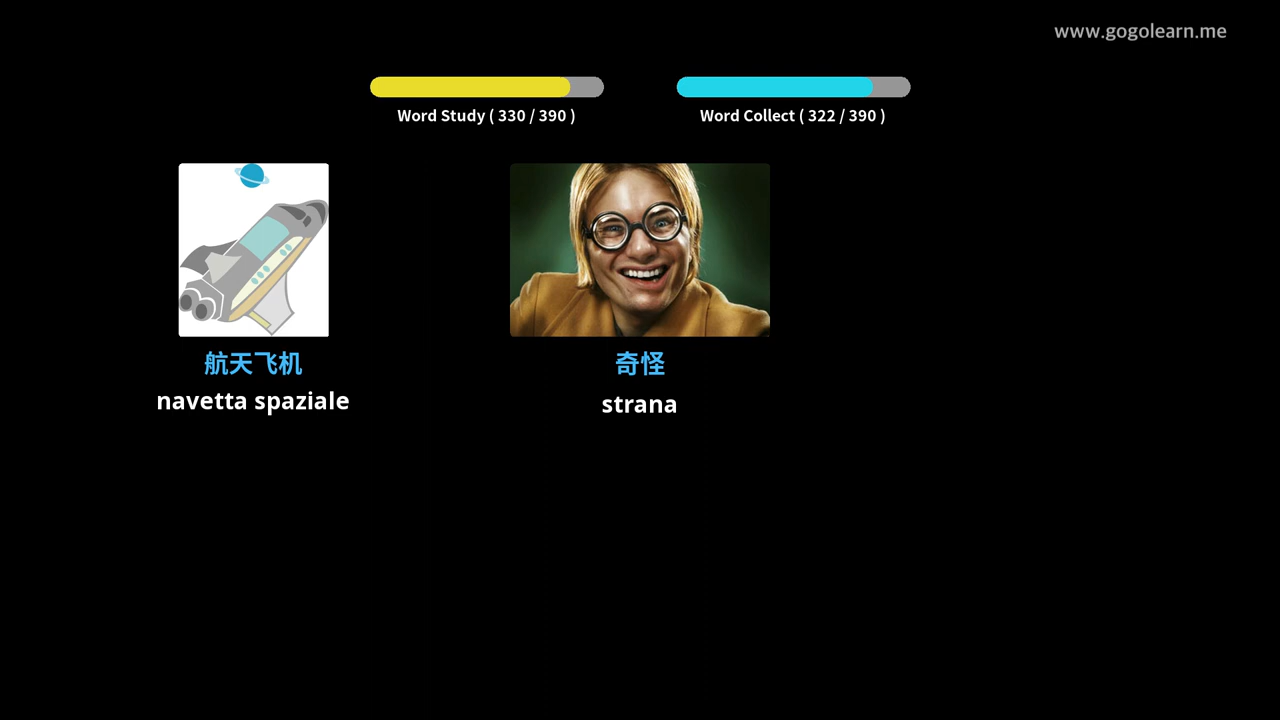 www.gogolearn.me
Word Study ( 330 / 390 )
Word Collect ( 322 / 390 )
航天飞机
奇怪
navetta spaziale
strana